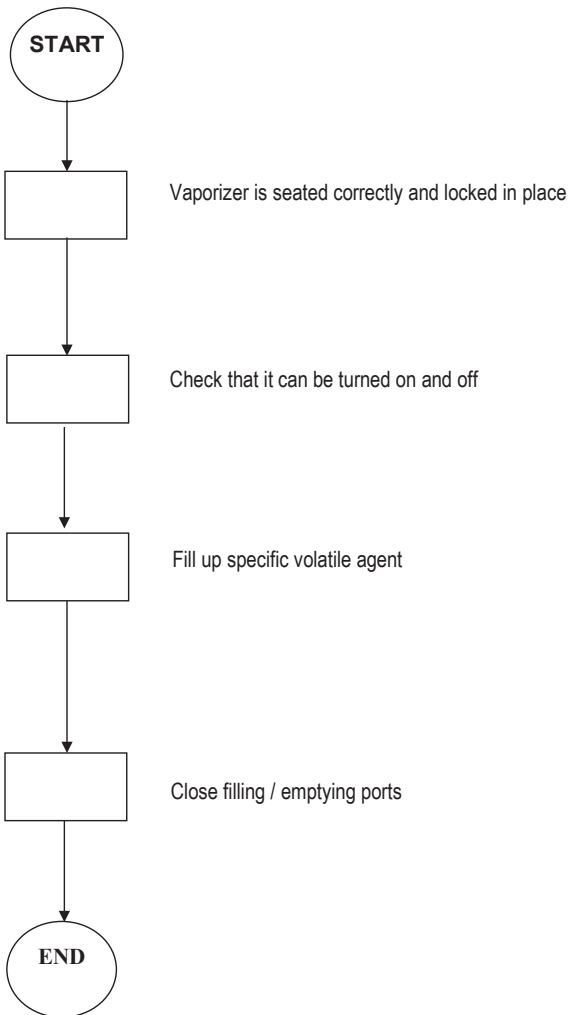 START
Vaporizer is seated correctly and locked in place
Check that it can be turned on and off
Fill up specific volatile agent
Close filling / emptying ports
END